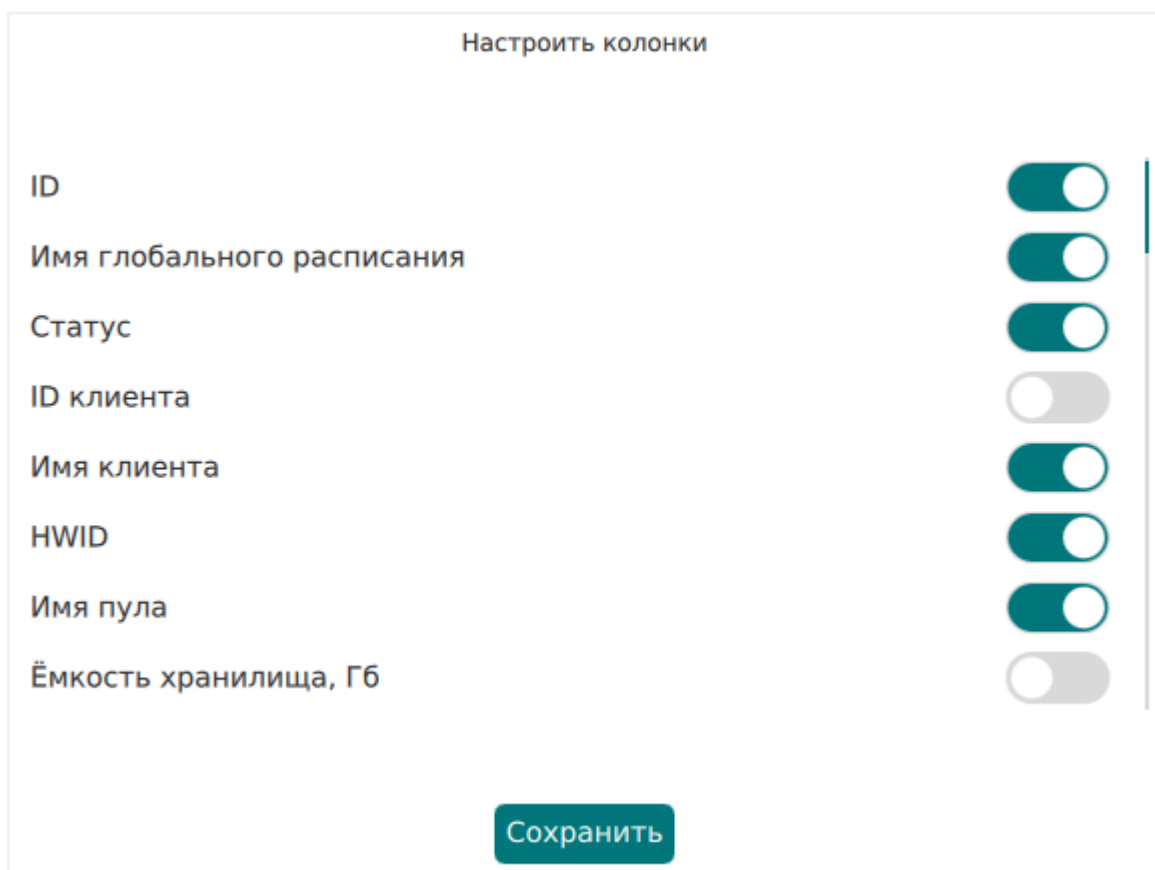 Настроить колонки
ID
Имя глобального расписания
Статус
ID клиента
Имя клиента
HWID
Имя пула
Ёмкость хранилища, Гб
Сохранить